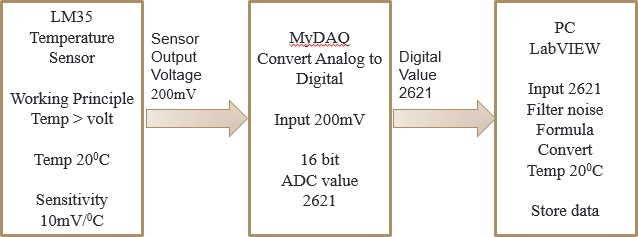 LM35
Temperature
Sensor
Working Principle
Temp > volt
Temp 20⁰C
Sensitivity
10mV/⁰C
Sensor
Output
Voltage
200mV
MyDAQ
Convert Analog to
Digital
Input 200mV
16 bit
ADC value
2621
Digital
Value
2621
PC
LabVIEW
Input 2621
Filter noise
Formula
Convert
Temp 20⁰C
Store data